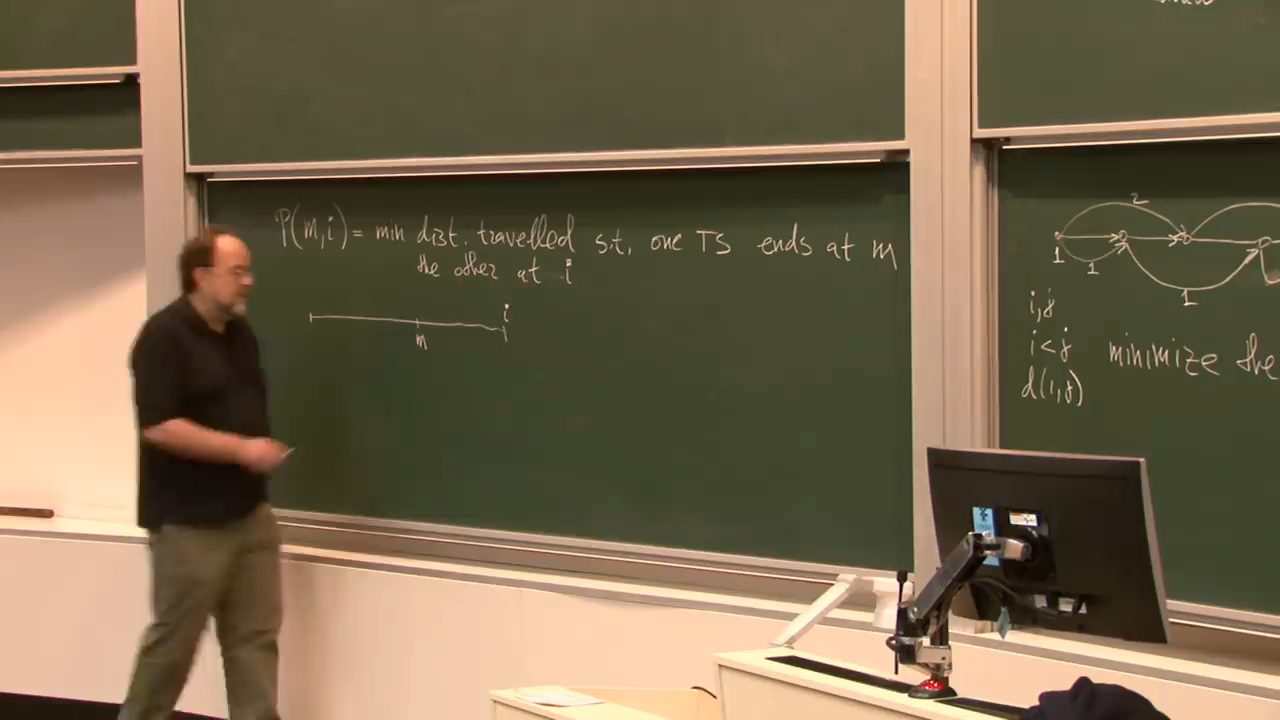 P(m,i) = min dist. travelled s.t. one TS ends at m
the other at i
i
m
2
1
1
1
i,j
i<j minimize the
d(i,j)